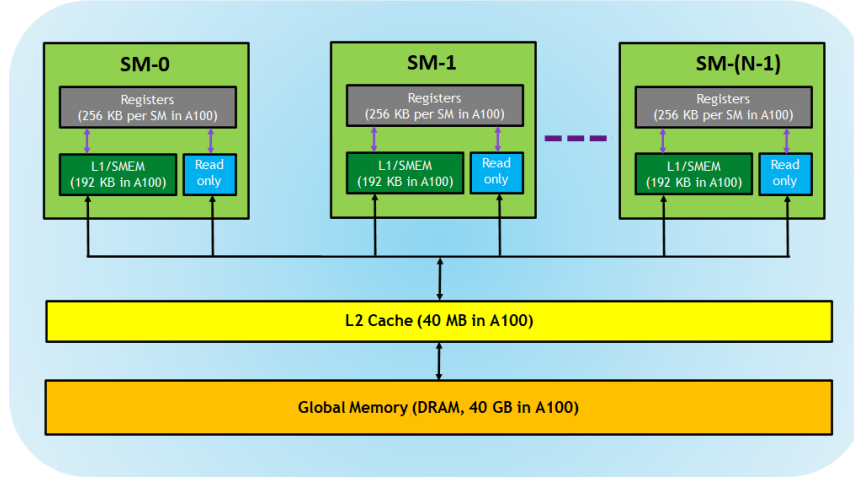 SM-0
Registers
(256 KB per SM in A100)
L1/SMEM
(192 KB in A100)
Read
only
SM-1
Registers
(256 KB per SM in A100)
L1/SMEM
(192 KB in A100)
Read
only
SM-(N-1)
Registers
(256 KB per SM in A100)
L1/SMEM
(192 KB in A100)
Read
only
L2 Cache (40 MB in A100)
Global Memory (DRAM, 40 GB in A100)